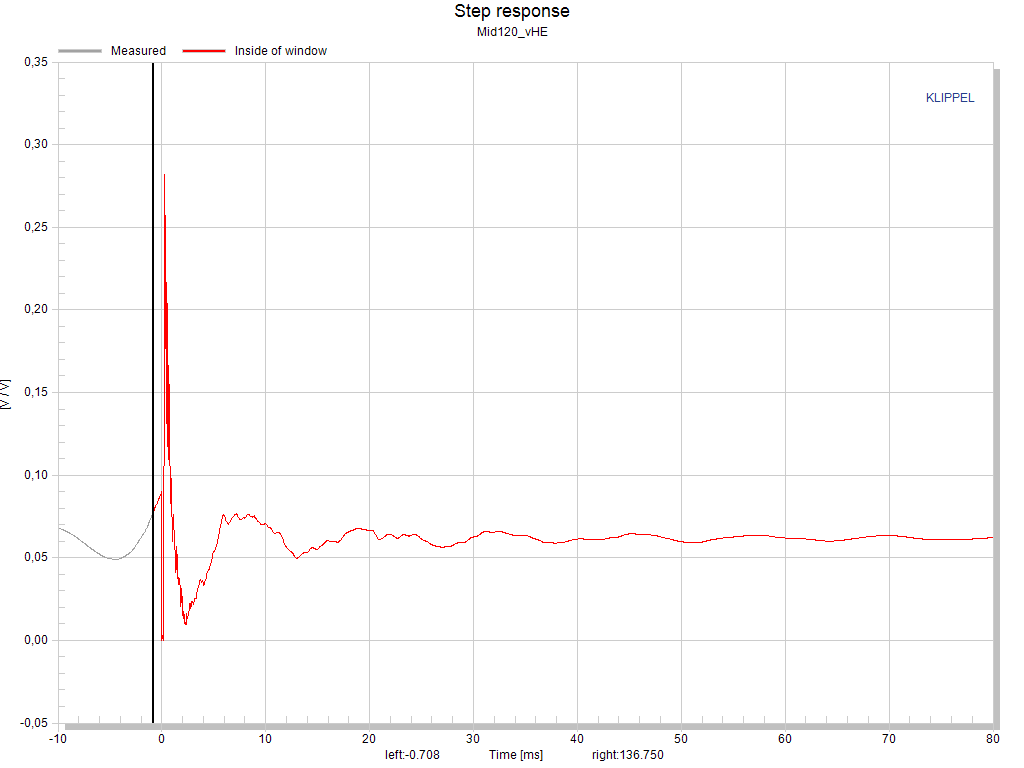 Step response
Mid120_vHE
Measured Inside of window
0,35
KLIPPEL
0,30
0,25
0,20
0,15
[V / V]
0,10
0,05
0,00
-0,05
-10 0 10 20 30 40 50 60 70 80
left:-0.708 Time [ms] right:136.750